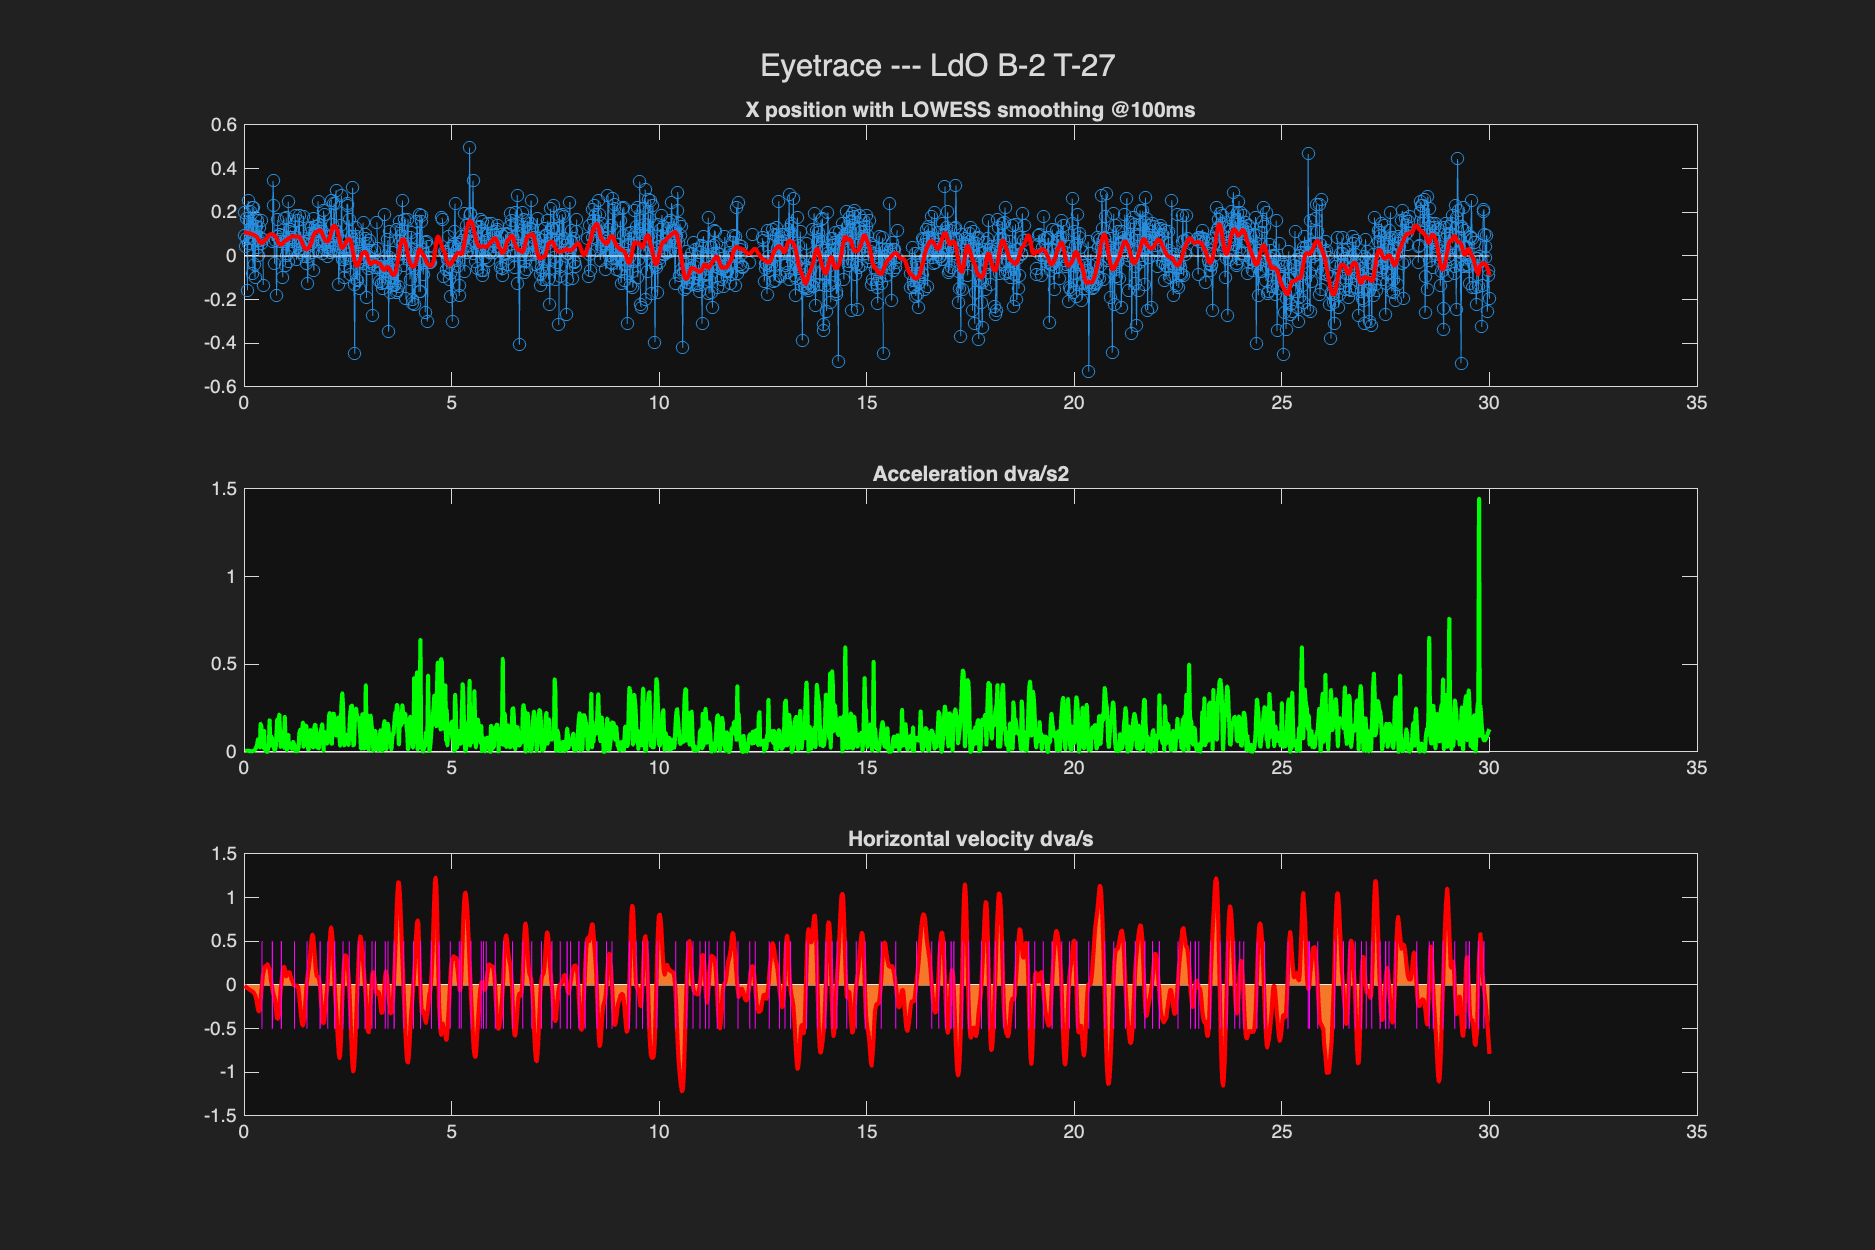 Eyetrace --- LdO B-2 T-27
X position with LOWESS smoothing @100ms
0.6
0.4
0.2
0
-0.2
-0.4
-0.6
0 5 10 15 20 25 30 35
Acceleration dva/s2
1.5
1
0.5
0
0 5 10 15 20 25 30 35
Horizontal velocity dva/s
1.5
1
0.5
0
-0.5
-1
-1.5
0 5 10 15 20 25 30 35